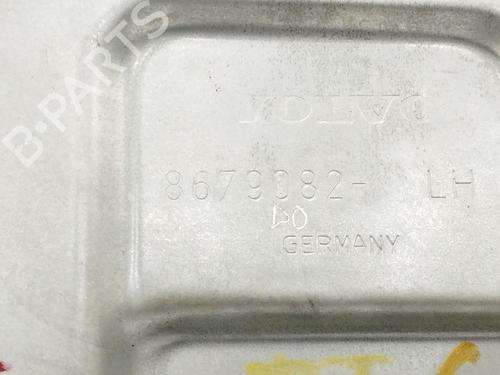 B-PARTS
VOLVO
8679082- LH
GERMANY